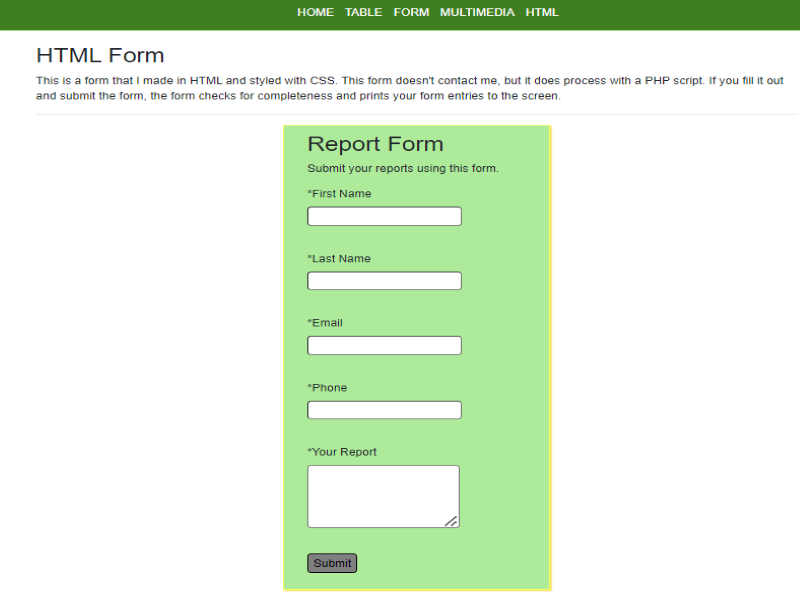 HOME TABLE FORM MULTIMEDIA HTML
HTML Form
This is a form that I made in HTML and styled with CSS. This form doesn't contact me, but it does process with a PHP script. If you fill it out
and submit the form, the form checks for completeness and prints your form entries to the screen.
Report Form
Submit your reports using this form.
*First Name
*Last Name
*Email
*Phone
*Your Report
Submit